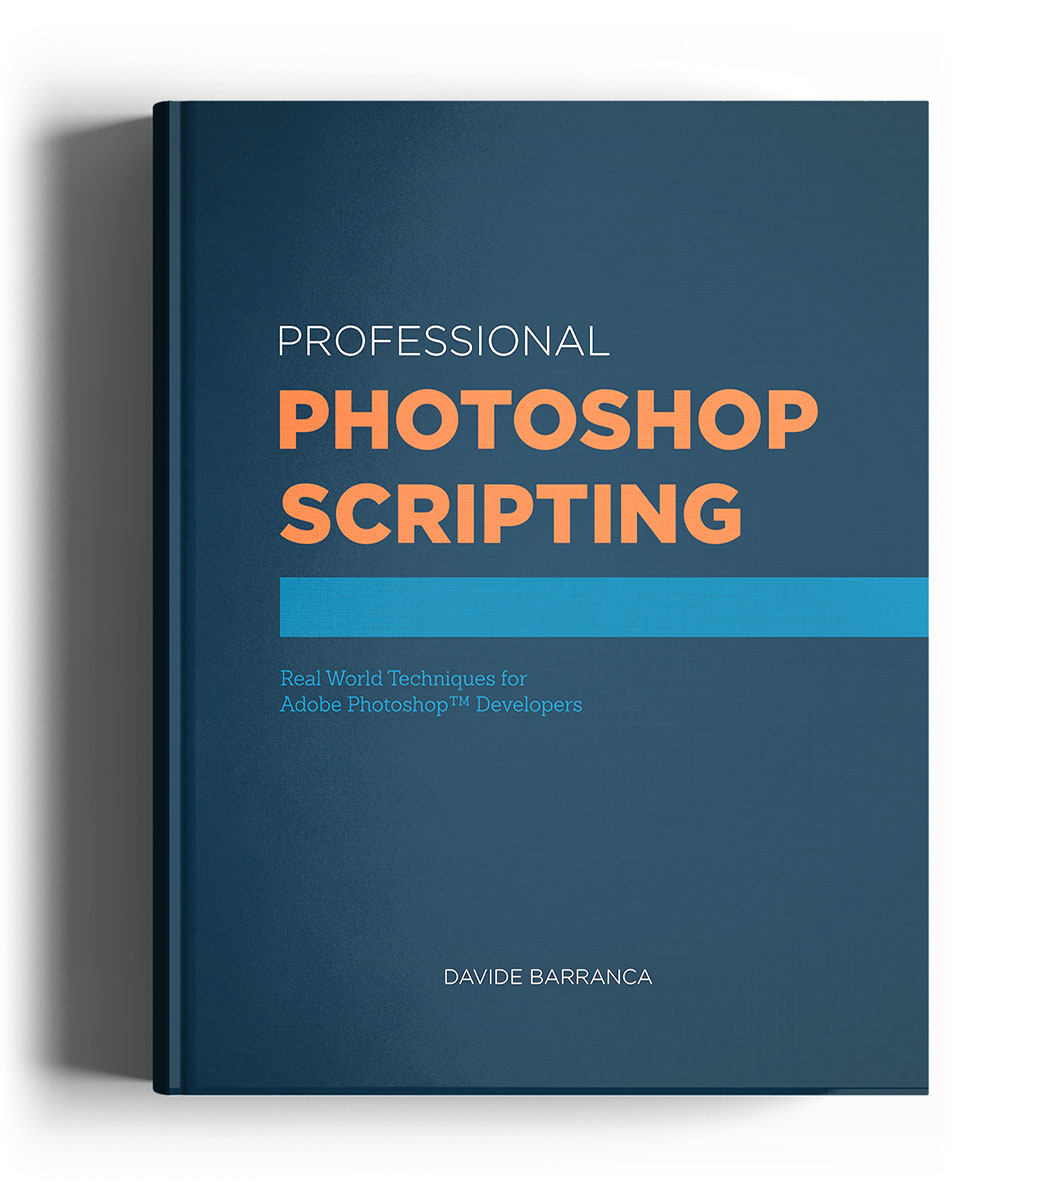 PROFESSIONAL
PHOTOSHOP
SCRIPTING
Real World Techniques for
Adobe Photoshop™ Developers
DAVIDE BARRANCA